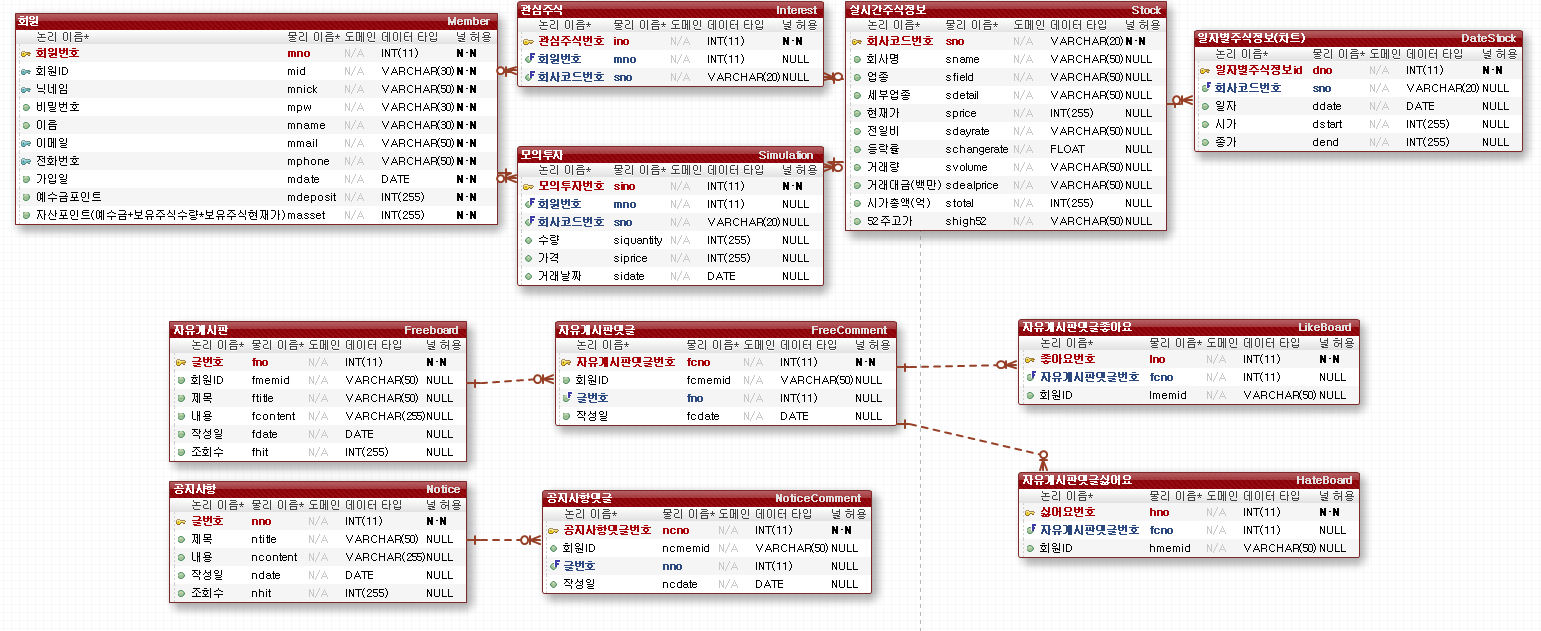 회원 Member
논리 이름* 물리 이름* 도메인 데이터 타입 널 허용
회원번호 mno N/A INT(11) N-N
회원ID mid N/A VARCHAR(30) N-N
닉네임 mnick N/A VARCHAR(50) N-N
비밀번호 mpw N/A VARCHAR(30) N-N
이름 mname N/A VARCHAR(30) N-N
이메일 mmail N/A VARCHAR(50) N-N
전화번호 mphone N/A VARCHAR(50) N-N
가입일 mdate N/A DATE N-N
예수금포인트 mdeposit N/A INT(255) N-N
자산포인트(예수금+보유주식수량*보유주식현재가) masset N/A INT(255) N-N
관심주식 Interest
논리 이름* 물리 이름* 도메인 데이터 타입 널 허용
관심주식번호 ino N/A INT(11) N-N
회원번호 mno N/A INT(11) NULL
회사코드번호 sno N/A VARCHAR(20) NULL
모의투자 Simulation
논리 이름* 물리 이름* 도메인 데이터 타입 널 허용
모의투자번호 sino N/A INT(11) N-N
회원번호 mno N/A INT(11) NULL
회사코드번호 sno N/A VARCHAR(20) NULL
수량 siquantity N/A INT(255) NULL
가격 siprice N/A INT(255) NULL
거래날짜 sidate N/A DATE NULL
실시간주식정보 Stock
논리 이름* 물리 이름* 도메인 데이터 타입 널 허용
회사코드번호 sno N/A VARCHAR(20) N-N
회사명 sname N/A VARCHAR(50) NULL
업종 sfield N/A VARCHAR(50) NULL
세부업종 sdetail N/A VARCHAR(50) NULL
현재가 sprice N/A INT(255) NULL
전일비 sdayrate N/A VARCHAR(50) NULL
등락률 schangerate N/A FLOAT NULL
거래량 svolume N/A VARCHAR(50) NULL
거래대금(백만) sdealprice N/A VARCHAR(50) NULL
시가총액(억) stotal N/A INT(255) NULL
52주고가 shigh52 N/A VARCHAR(50) NULL
일자별주식정보(차트) DateStock
논리 이름* 물리 이름* 도메인 데이터 타입 널 허용
일자별주식정보id dno N/A INT(11) N-N
회사코드번호 sno N/A VARCHAR(20) NULL
일자 ddate N/A DATE NULL
시가 dstart N/A INT(255) NULL
종가 dend N/A INT(255) NULL
자유게시판 Freeboard
논리 이름* 물리 이름* 도메인 데이터 타입 널 허용
글번호 fno N/A INT(11) N-N
회원ID fmemid N/A VARCHAR(50) NULL
제목 ftitle N/A VARCHAR(50) NULL
내용 fcontent N/A VARCHAR(255) NULL
작성일 fdate N/A DATE NULL
조회수 fhit N/A INT(255) NULL
자유게시판댓글 FreeComment
논리 이름* 물리 이름* 도메인 데이터 타입 널 허용
자유게시판댓글번호 fcno N/A INT(11) N-N
회원ID fcmemid N/A VARCHAR(50) NULL
글번호 fno N/A INT(11) NULL
작성일 fcdate N/A DATE NULL
자유게시판댓글좋아요 LikeBoard
논리 이름* 물리 이름* 도메인 데이터 타입 널 허용
좋아요번호 lno N/A INT(11) N-N
자유게시판댓글번호 fcno N/A INT(11) NULL
회원ID lmemid N/A VARCHAR(50) NULL
공지사항 Notice
논리 이름* 물리 이름* 도메인 데이터 타입 널 허용
글번호 nno N/A INT(11) N-N
제목 ntitle N/A VARCHAR(50) NULL
내용 ncontent N/A VARCHAR(255) NULL
작성일 ndate N/A DATE NULL
조회수 nhit N/A INT(255) NULL
공지사항댓글 NoticeComment
논리 이름* 물리 이름* 도메인 데이터 타입 널 허용
공지사항댓글번호 ncno N/A INT(11) N-N
회원ID ncmemid N/A VARCHAR(50) NULL
글번호 nno N/A INT(11) NULL
작성일 ncdate N/A DATE NULL
자유게시판댓글싫어요 HateBoard
논리 이름* 물리 이름* 도메인 데이터 타입 널 허용
싫어요번호 hno N/A INT(11) N-N
자유게시판댓글번호 fcno N/A INT(11) NULL
회원ID hmemid N/A VARCHAR(50) NULL